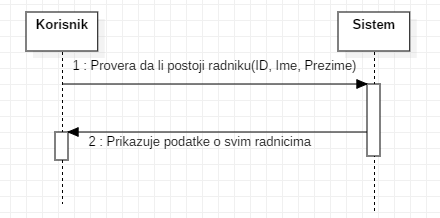 Korisnik
Sistem
1 : Provera da li postoji radniku(ID, Ime, Prezime)
2 : Prikazuje podatke o svim radnicima